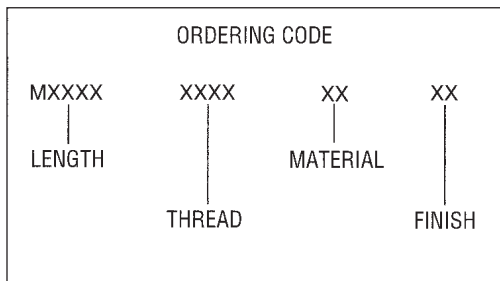 ORDERING CODE
MXXXX XXXX XX XX
LENGTH
MATERIAL
THREAD
FINISH